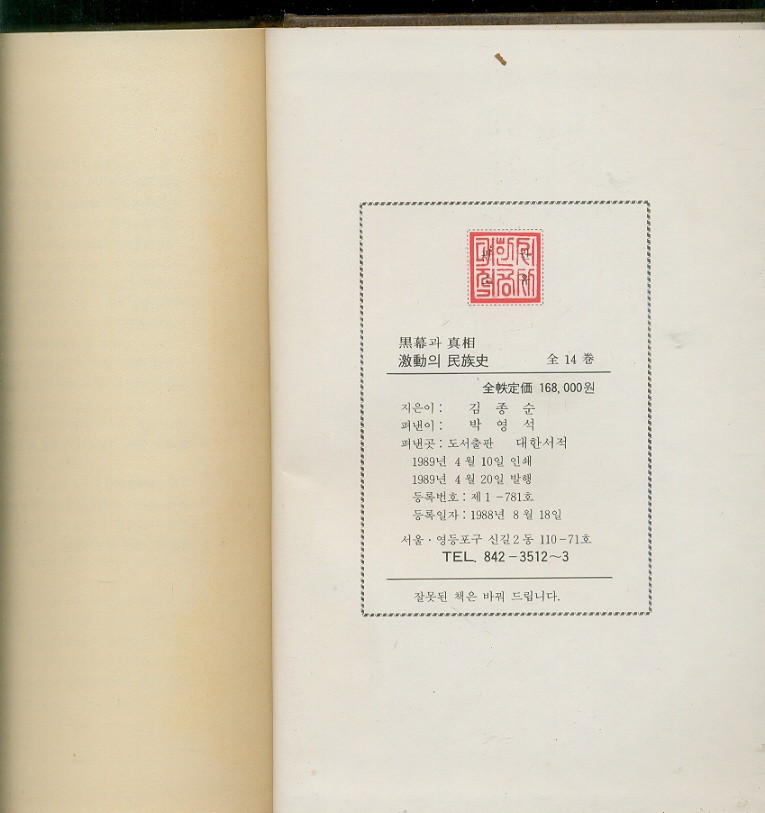 黒幕과 真相
激動의 民族史 全 14 巻
全帙定価 168,000원
지은이 : 김 종 순
펴낸이 : 박 영 석
펴낸곳 : 도서출판 대한서적
1989년 4 월 10일 인쇄
1989년 4 월 20일 발행
등록번호 : 제 1 -781호
등록일자 : 1988년 8 월 18일
서울 · 영등포구 신길 2 동 110-71호
TEL. 842-3512~3
잘못된 책은 바꿔 드립니다.